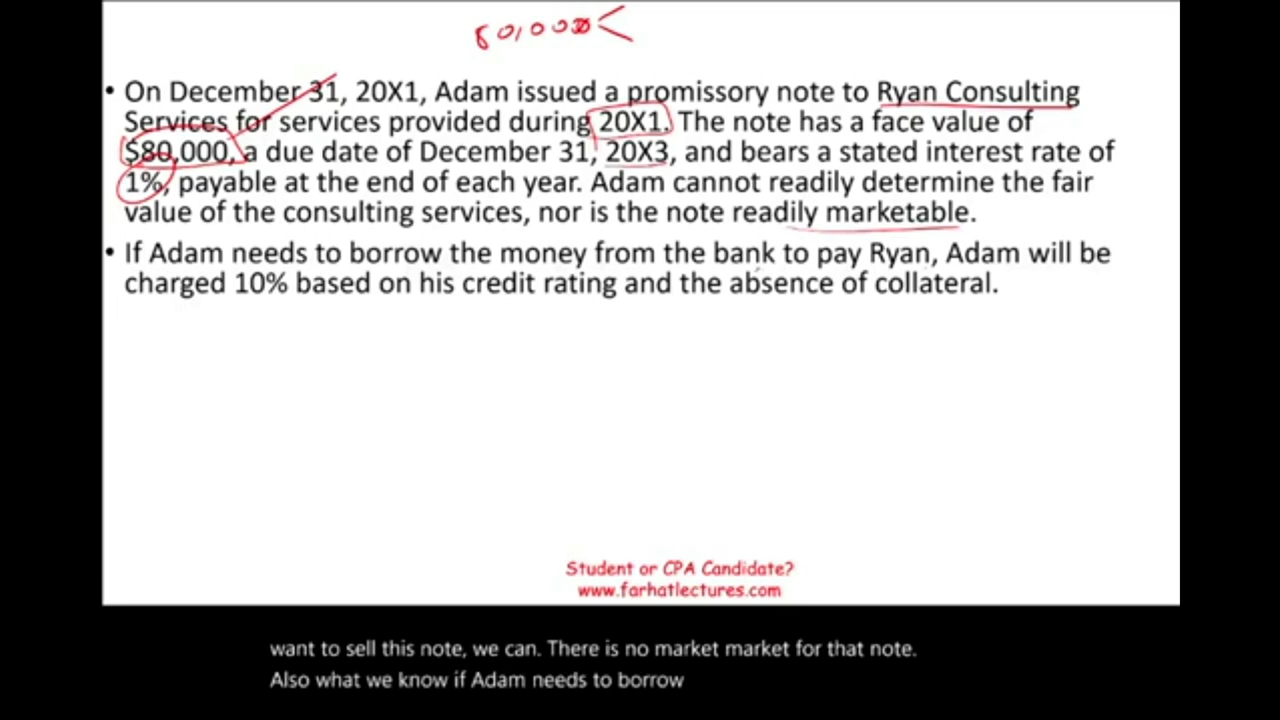 80,000
• On December 31, 20X1, Adam issued a promissory note to Ryan Consulting
Services for services provided during 20X1. The note has a face value of
$80,000, a due date of December 31, 20X3, and bears a stated interest rate of
1%, payable at the end of each year. Adam cannot readily determine the fair
value of the consulting services, nor is the note readily marketable.
• If Adam needs to borrow the money from the bank to pay Ryan, Adam will be
charged 10% based on his credit rating and the absence of collateral.
Student or CPA Candidate?
www.farhatlectures.com
want to sell this note, we can. There is no market market for that note.
Also what we know if Adam needs to borrow